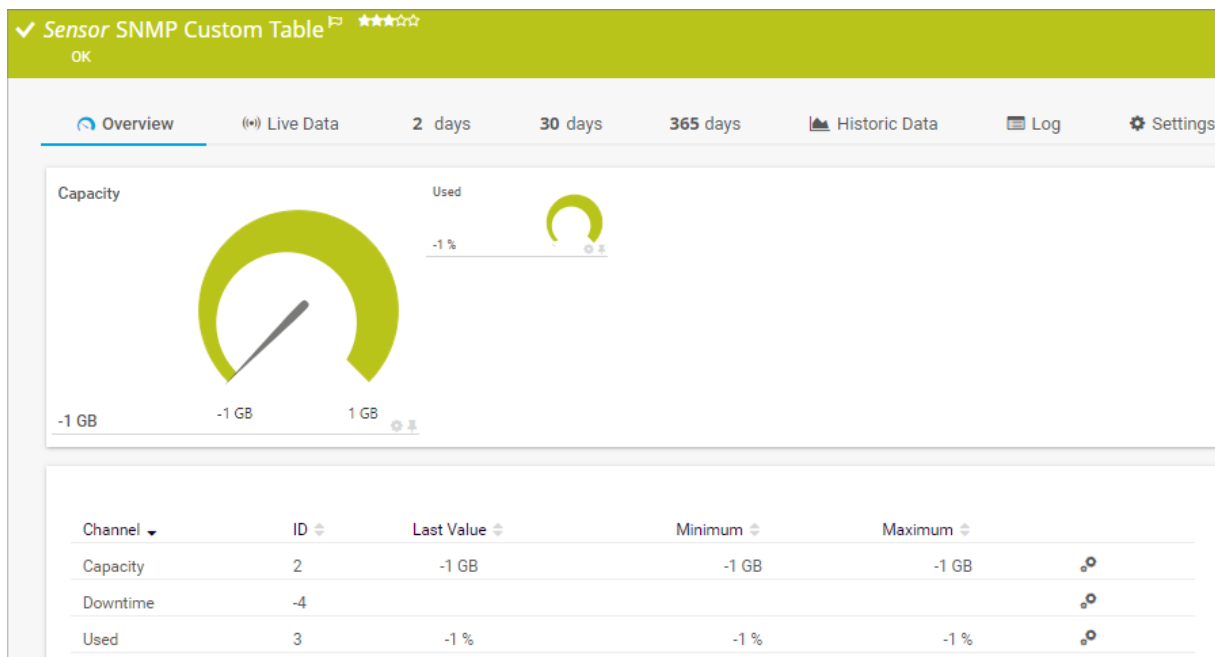 Sensor SNMP Custom Table
OK
Overview Live Data 2 days 30 days 365 days Historic Data Log Settings
Capacity
-1 GB
-1 GB 1 GB
Used
-1 %
Channel ID Last Value Minimum Maximum
Capacity 2 -1 GB -1 GB -1 GB
Downtime -4
Used 3 -1 % -1 % -1 %